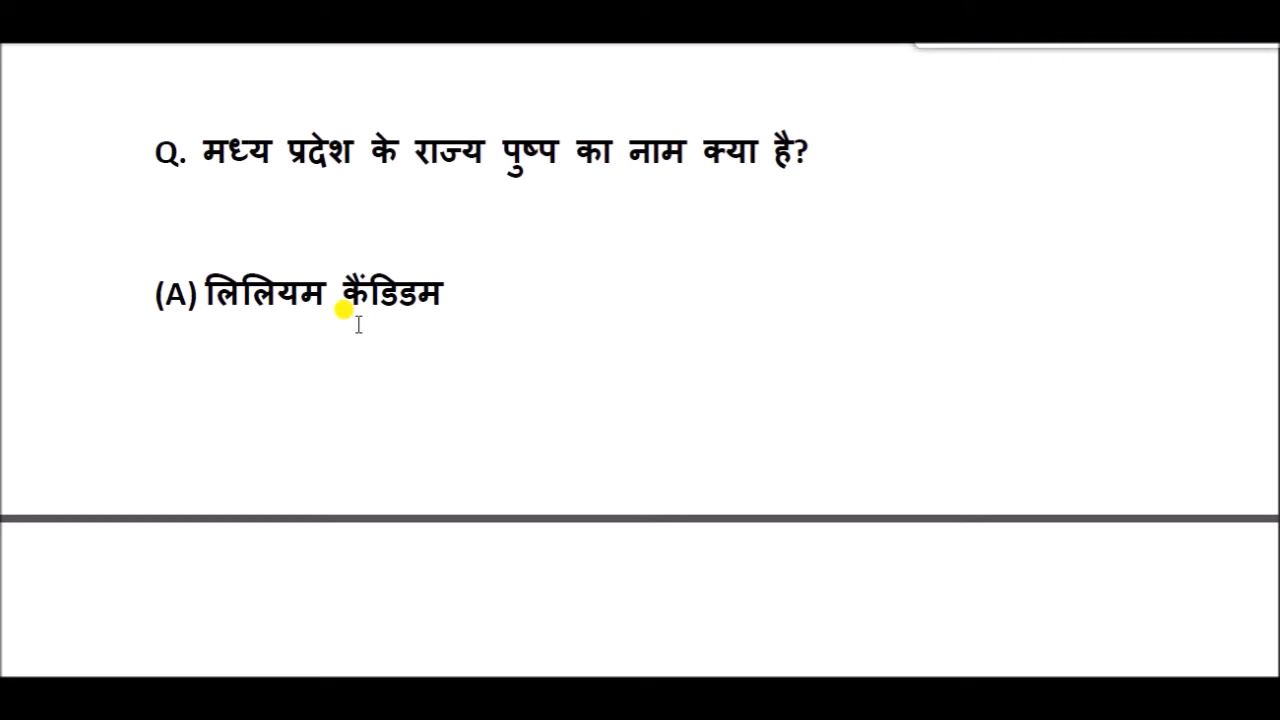 Q. मध्य प्रदेश के राज्य पुष्प का नाम क्या है?
(A) लिलियम कैंडिडम